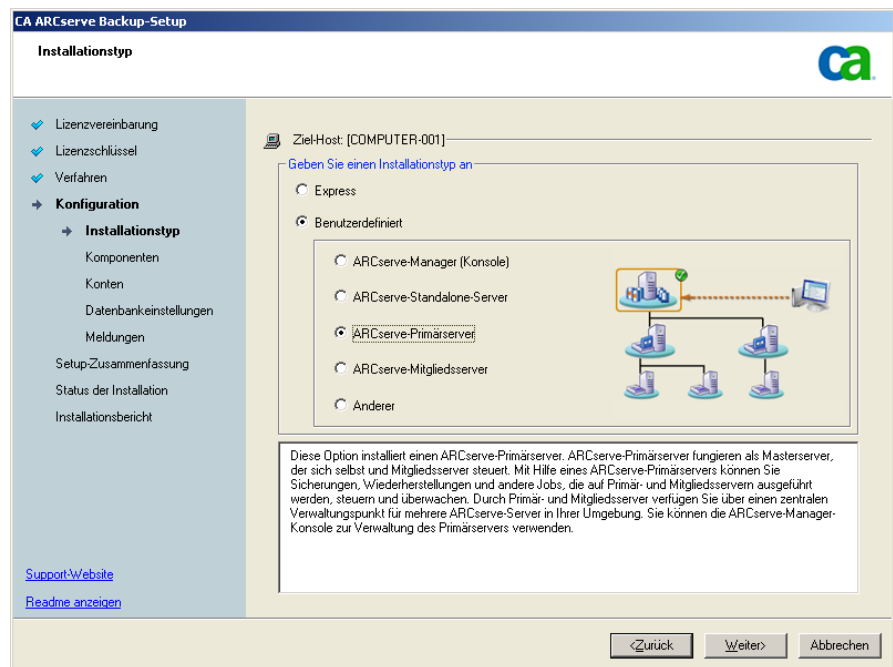 CA ARCserve Backup-Setup
Installationstyp
ca
Lizenzvereinbarung
Lizenzschlüssel
Verfahren
Konfiguration
Installationstyp
Komponenten
Konten
Datenbankeinstellungen
Meldungen
Setup-Zusammenfassung
Status der Installation
Installationsbericht
Support-Website
Readme anzeigen
Ziel-Host: [COMPUTER-001]
Geben Sie einen Installationstyp an
Express
Benutzerdefiniert
ARCserve-Manager (Konsole)
ARCserve-Standalone-Server
ARCserve-Primärserver
ARCserve-Mitgliedsserver
Anderer
Diese Option installiert einen ARCserve-Primärserver. ARCserve-Primärserver fungieren als Masterserver,
der sich selbst und Mitgliedsserver steuert. Mit Hilfe eines ARCserve-Primärservers können Sie
Sicherungen, Wiederherstellungen und andere Jobs, die auf Primär- und Mitgliedsservern ausgeführt
werden, steuern und überwachen. Durch Primär- und Mitgliedsserver verfügen Sie über einen zentralen
Verwaltungspunkt für mehrere ARCserve-Server in Ihrer Umgebung. Sie können die ARCserve-Manager-
Konsole zur Verwaltung des Primärservers verwenden.
<Zurück
Weiter>
Abbrechen